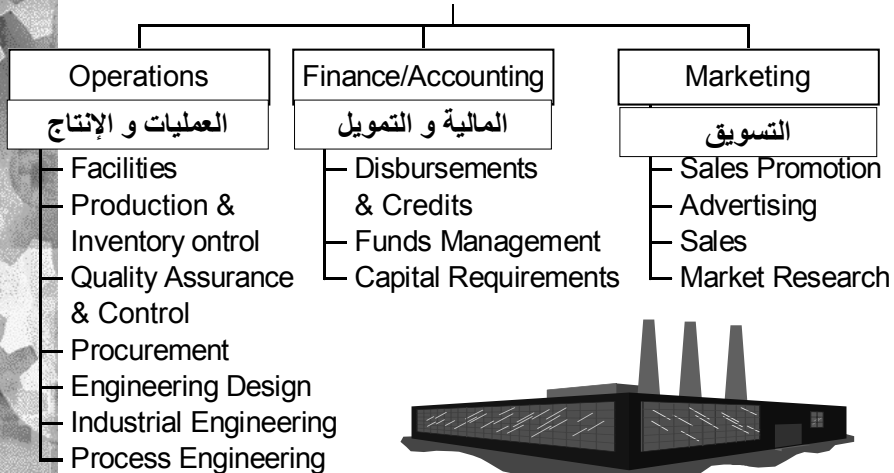 Operations
العمليات و الإنتاج
Facilities
Production &
Inventory ontrol
Quality Assurance
& Control
Procurement
Engineering Design
Industrial Engineering
Process Engineering
Finance/Accounting
المالية و التمويل
Disbursements
& Credits
Funds Management
Capital Requirements
Marketing
التسويق
Sales Promotion
Advertising
Sales
Market Research